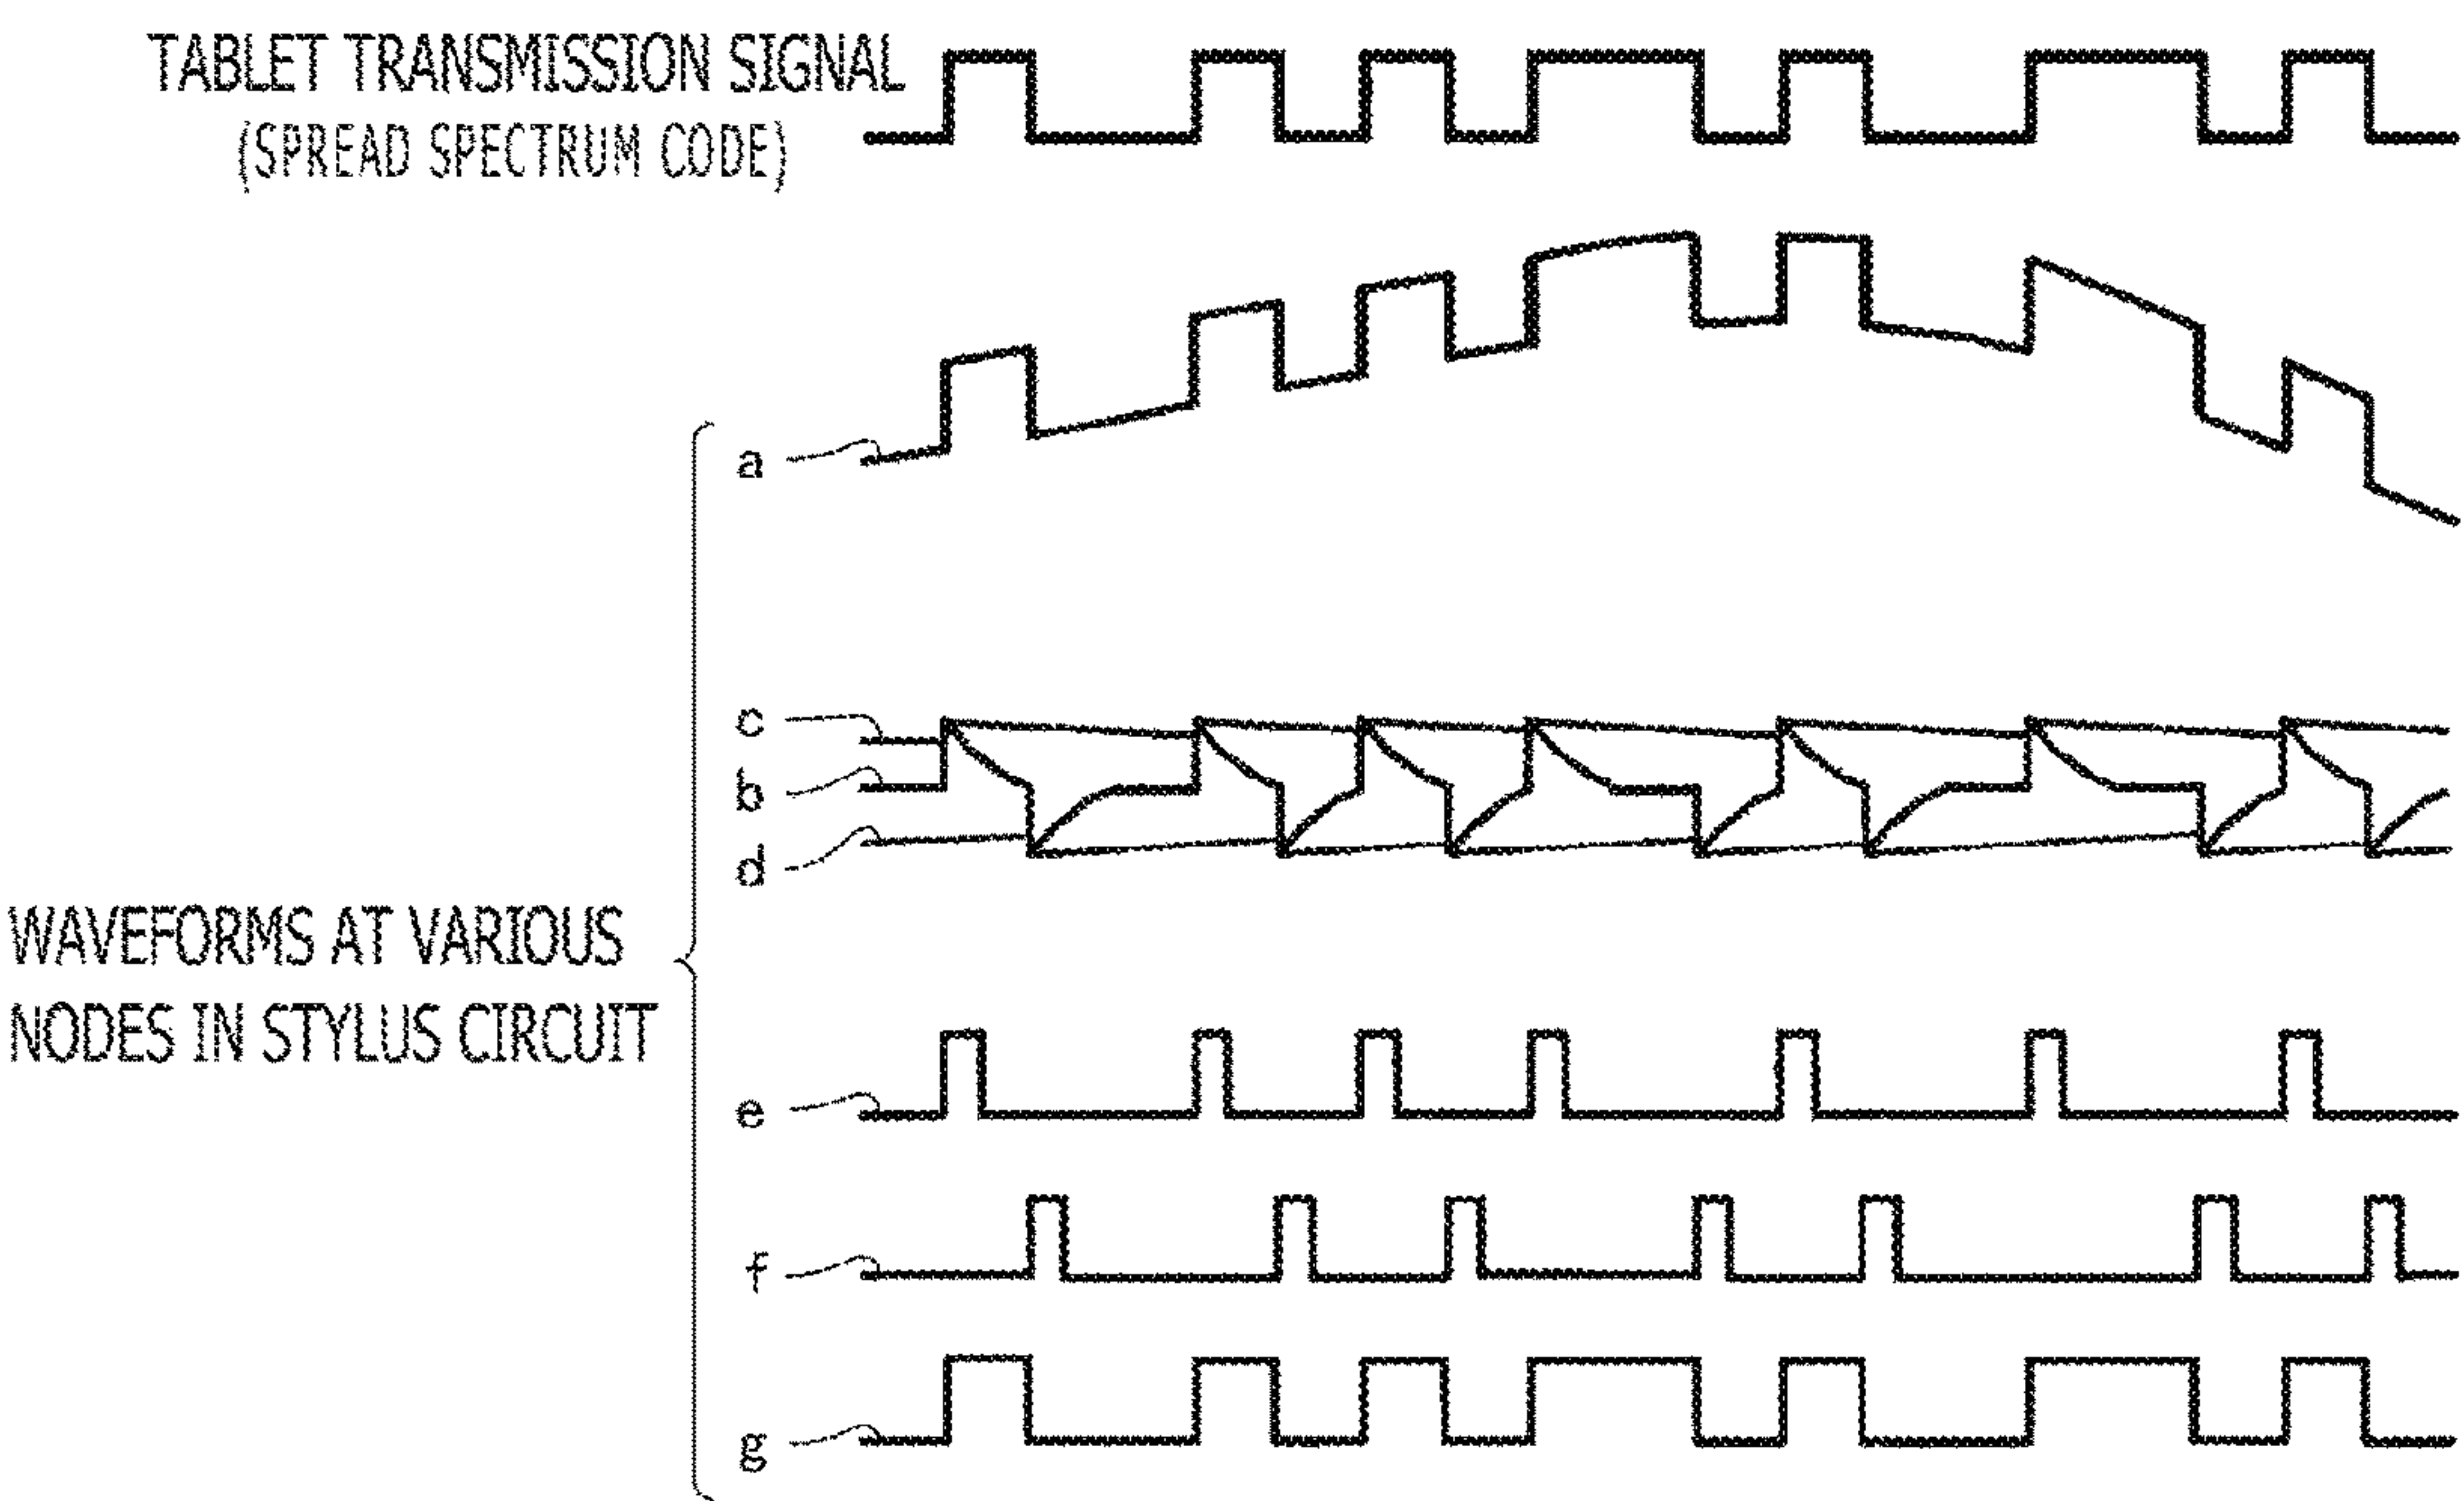 TABLET TRANSMISSION SIGNAL
(SPREAD SPECTRUM CODE)
a
c
b
d
WAVEFORMS AT VARIOUS
NODES IN STYLUS CIRCUIT
e
f
g